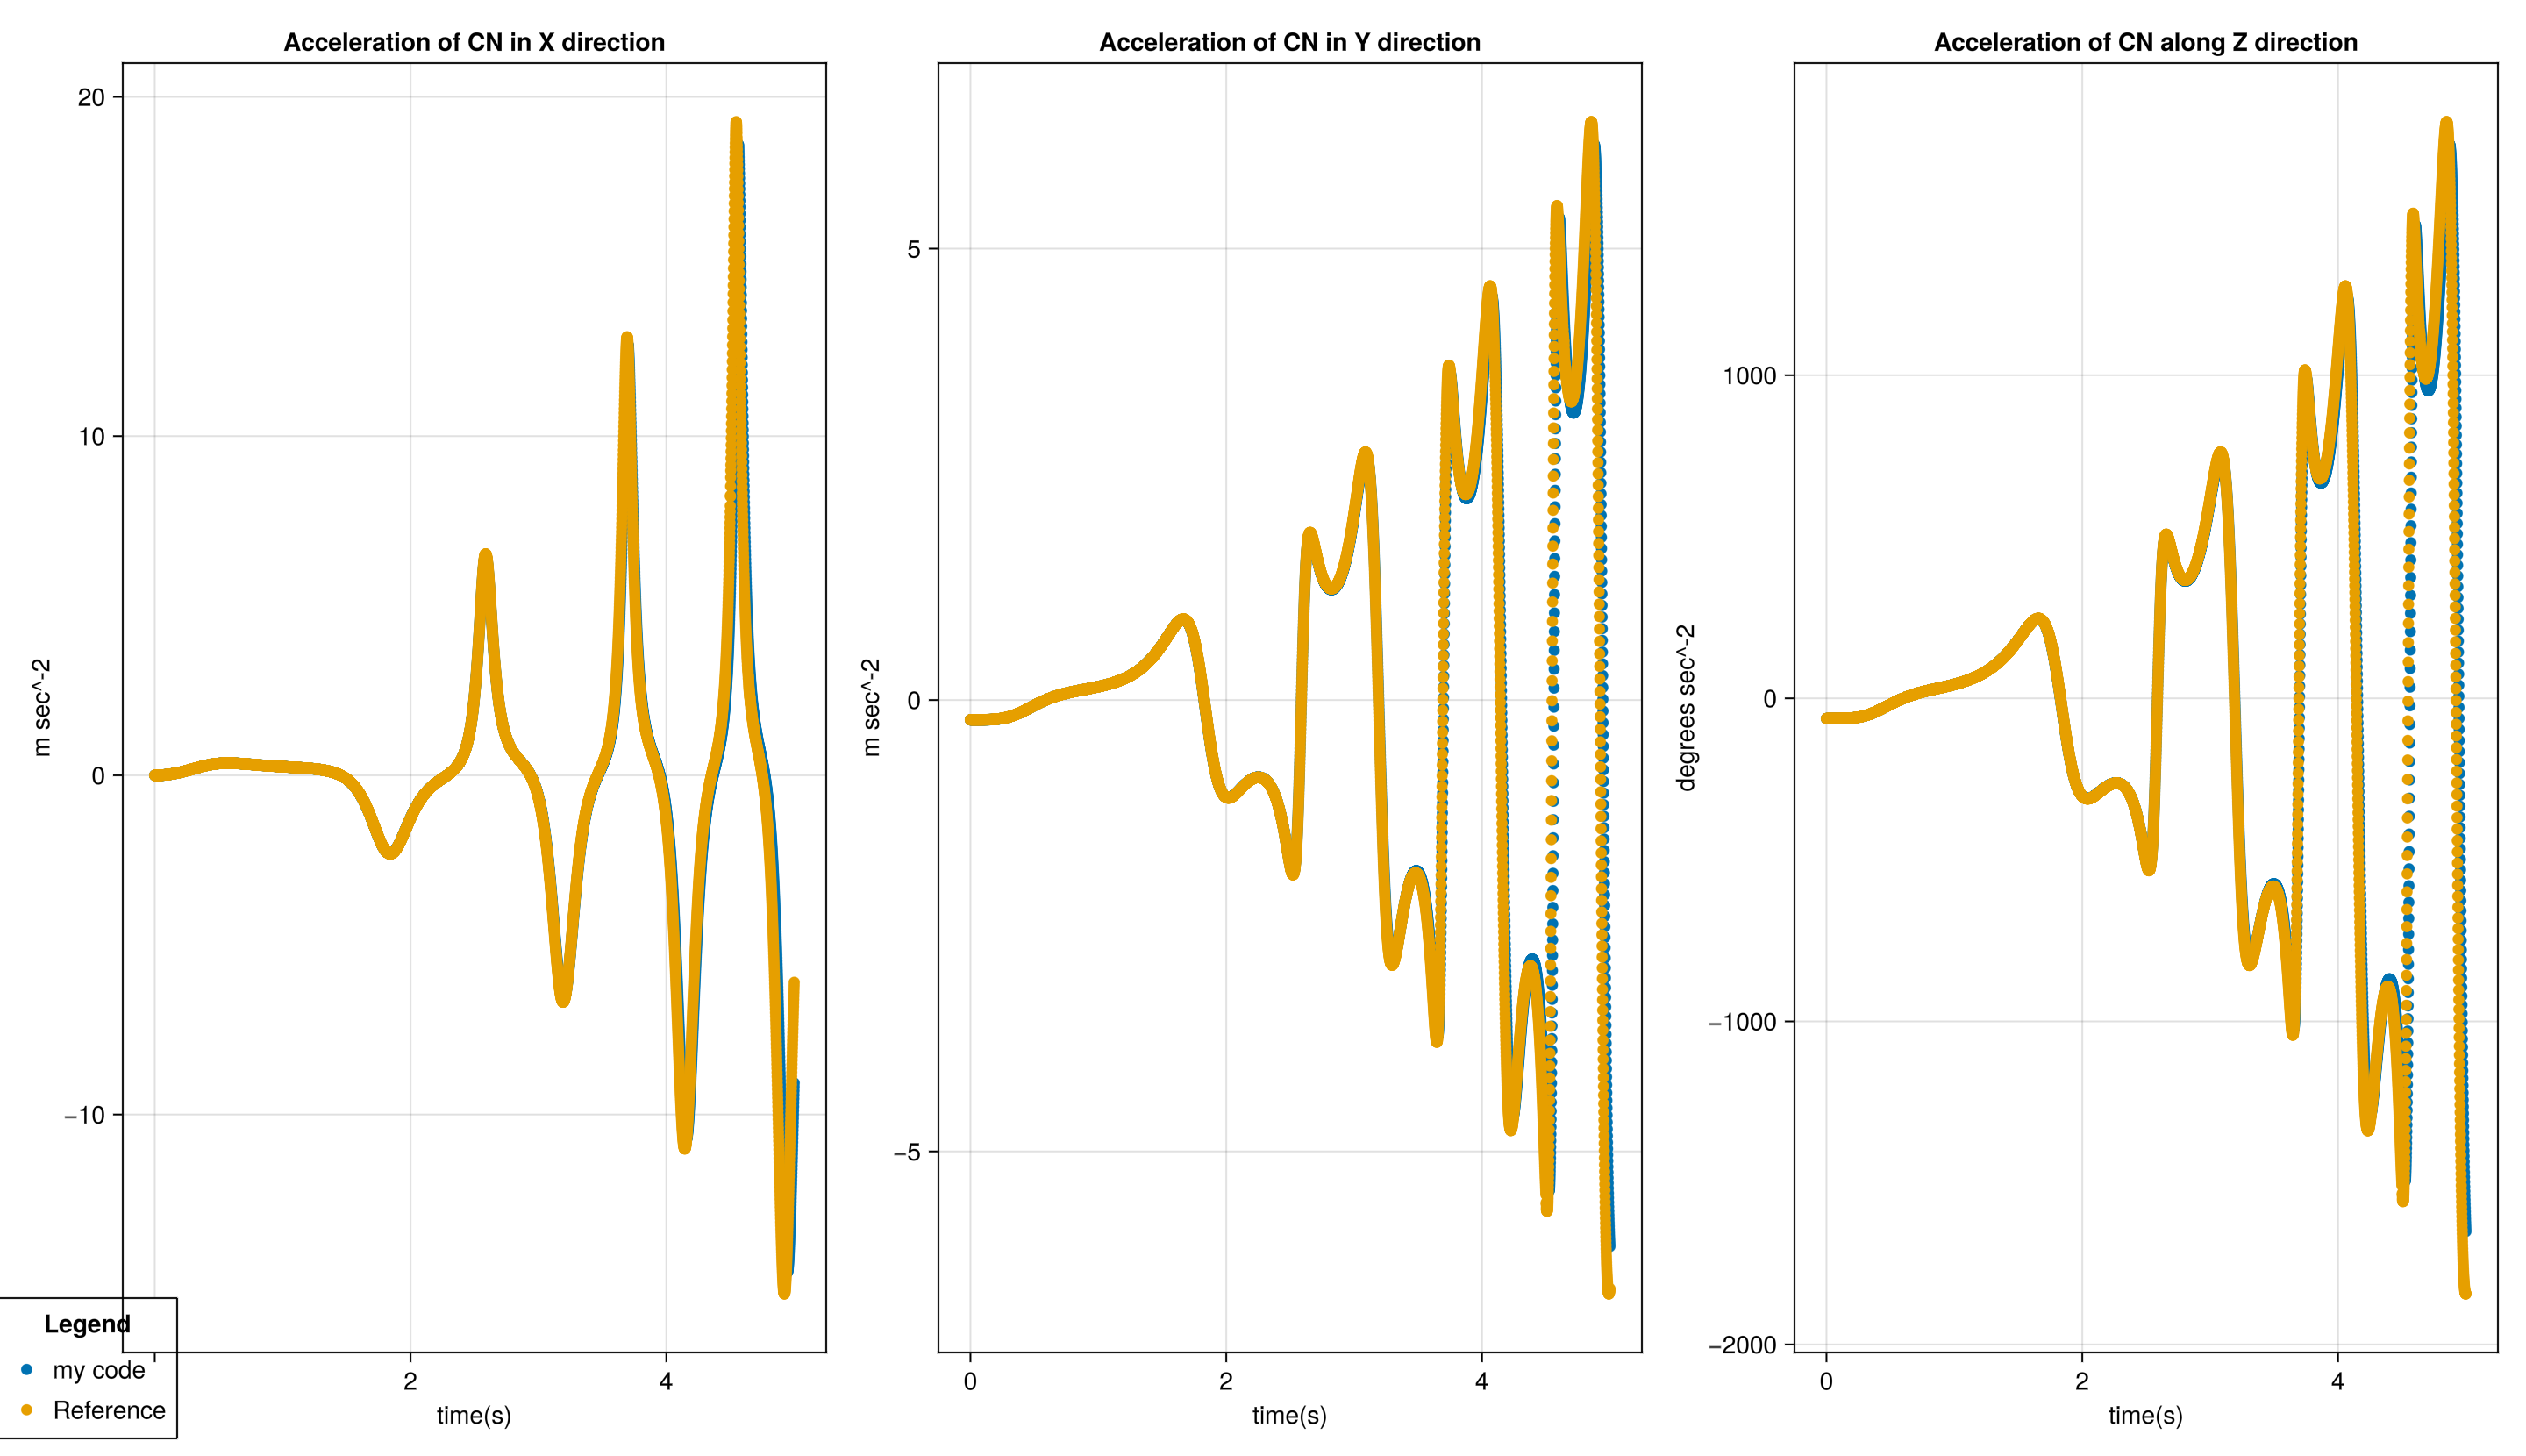 Acceleration of CN in X direction
m sec^-2
20
10
0
−10
2
4
time(s)
Acceleration of CN in Y direction
m sec^-2
5
0
−5
0
2
4
time(s)
Acceleration of CN along Z direction
degrees sec^-2
1000
0
−1000
−2000
0
2
4
time(s)
Legend
my code
Reference